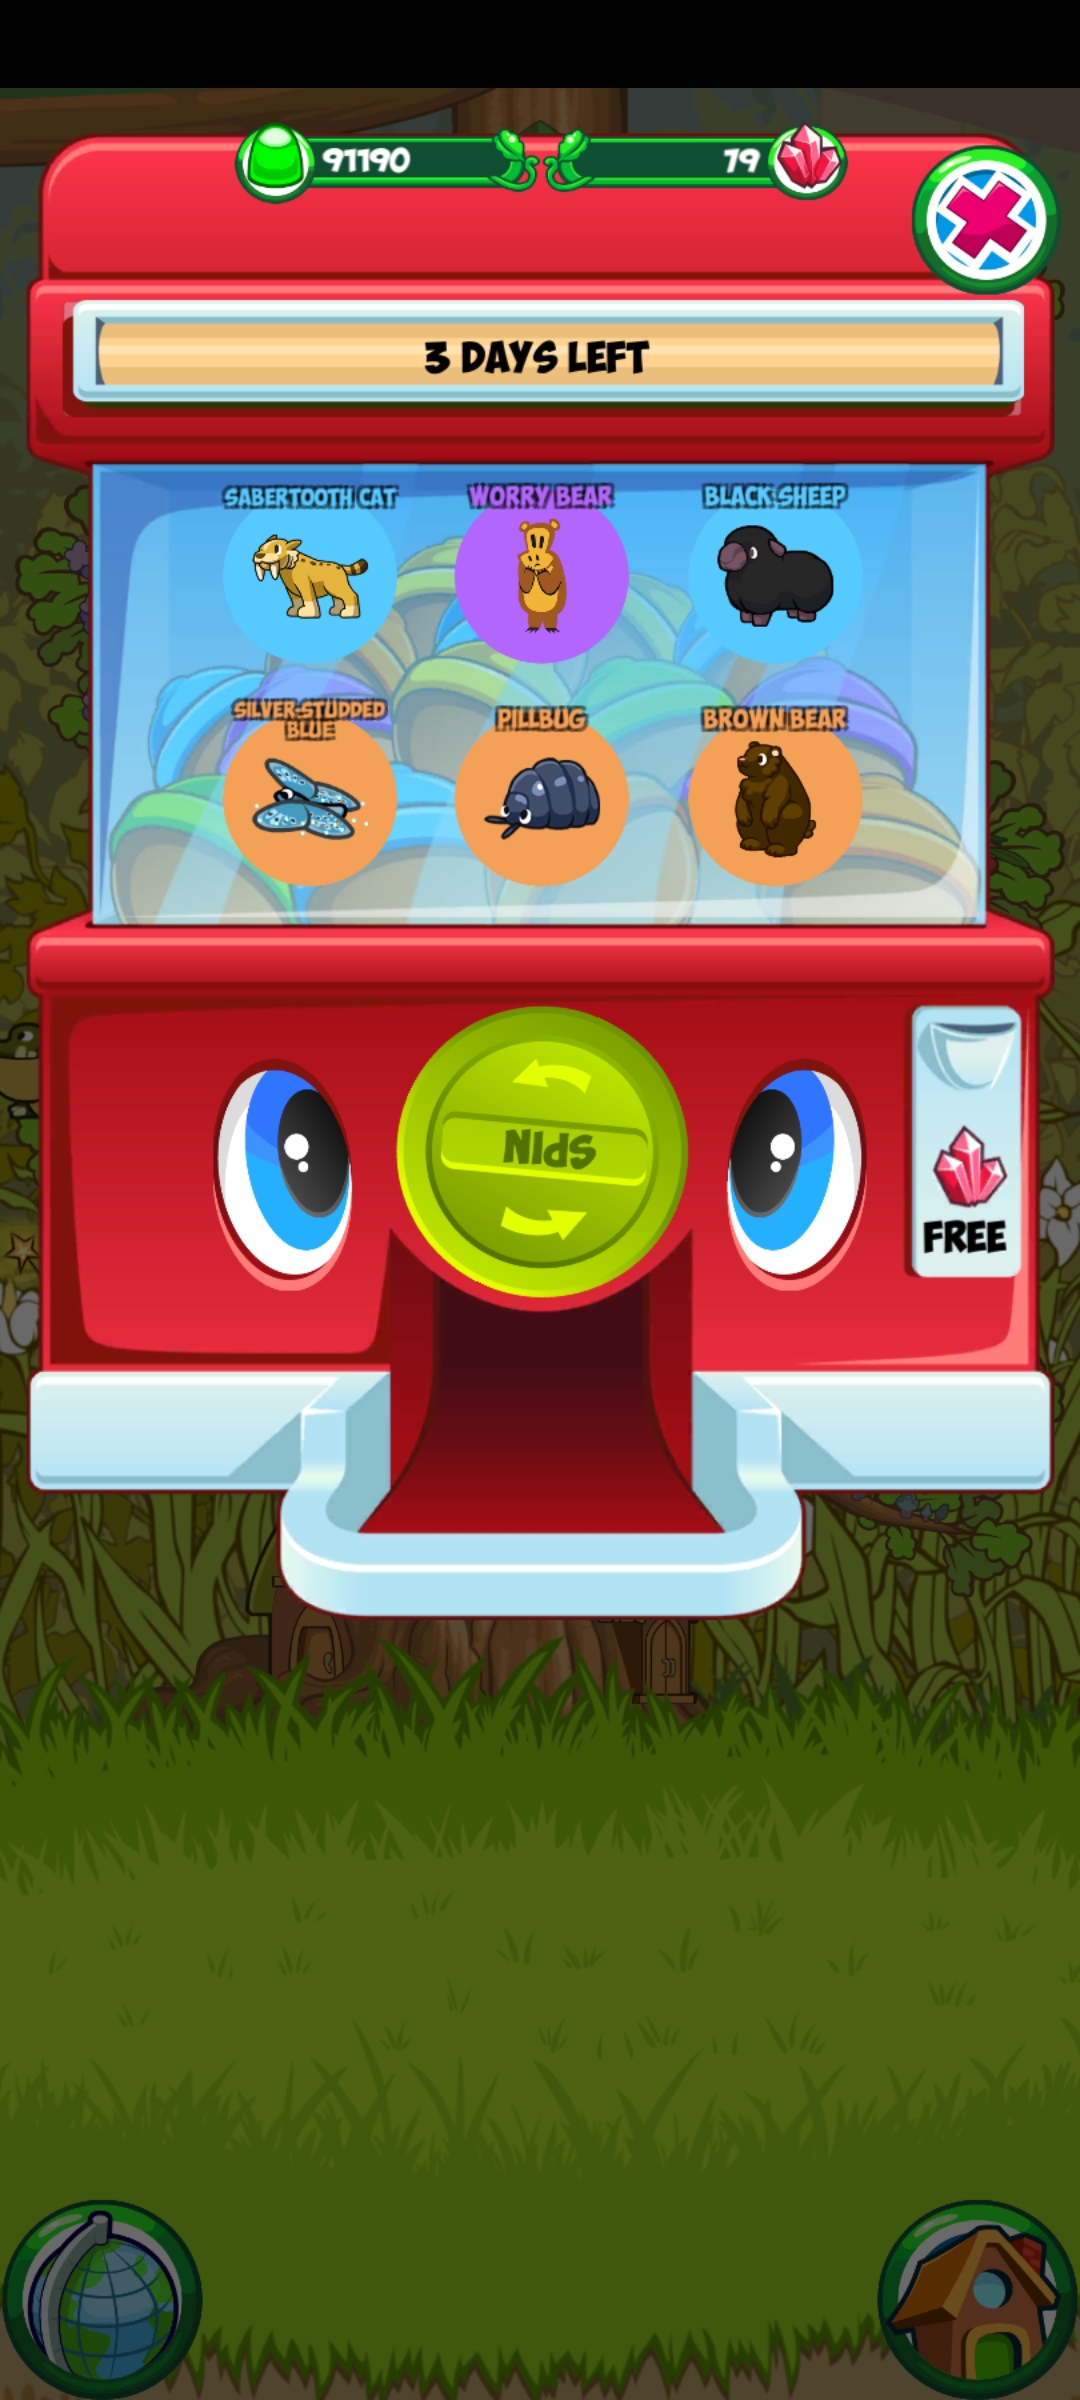 91190
79
3 DAYS LEFT
SABERTOOTH CAT
WORRY BEAR
BLACK SHEEP
SILVER-STUDDED
BLUE
PILLBUG
BROWN BEAR
SPIN
FREE